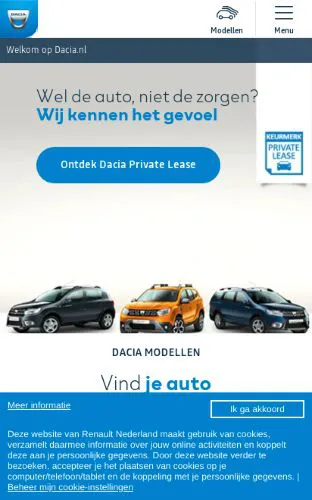 DACIA
Modellen
Menu
Welkom op Dacia.nl
Wel de auto, niet de zorgen?
Wij kennen het gevoel
KEURMERK
PRIVATE
LEASE
Ontdek Dacia Private Lease
DACIA MODELLEN
Vind je auto
Meer informatie
Ik ga akkoord
Deze website van Renault Nederland maakt gebruik van cookies,
verzamelt daarmee informatie over jouw online activiteiten en koppelt
deze aan je persoonlijke gegevens. Door deze website verder te
bezoeken, accepteer je het plaatsen van cookies op je
computer/telefoon/tablet en de koppeling met je persoonlijke gegevens. |
Beheer mijn cookie-instellingen